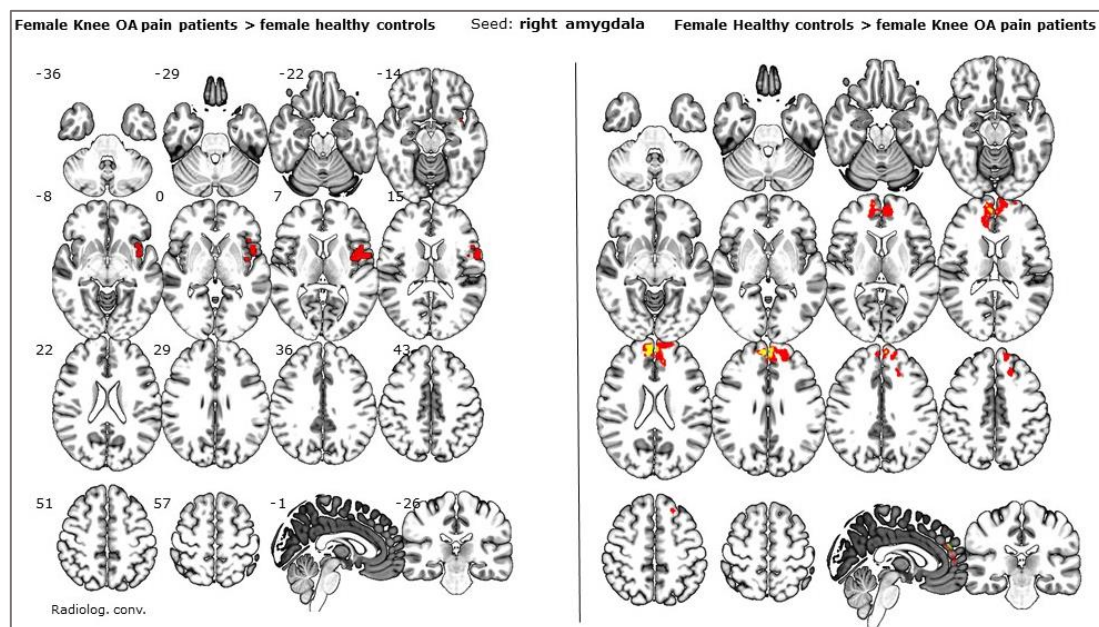 Female Knee OA pain patients > female healthy controls Seed: right amygdala Female Healthy controls > female Knee OA pain patients
-36 -29 -22 -14
-8 0 7 15
22 29 36 43
51 57 -1 -26
Radiolog. conv.